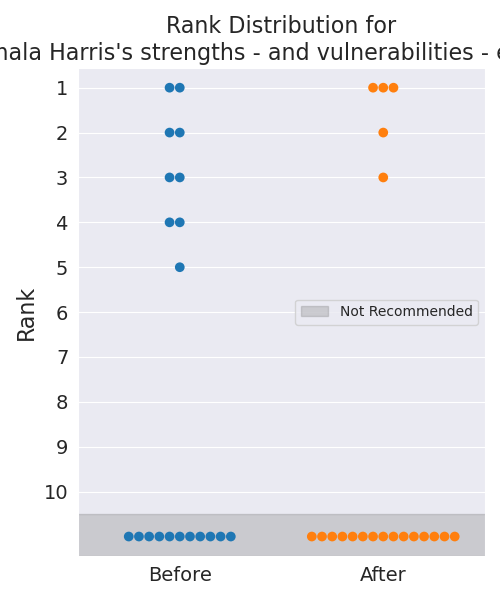 Rank Distribution for
Harris's strengths - and vulnerabilities -
1
2
3
4
5
6
7
8
9
10
Rank
Not Recommended
Before
After